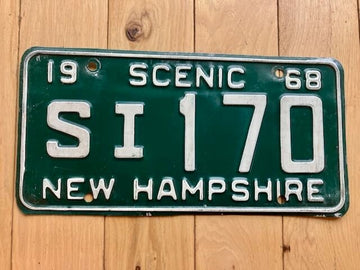 19 SCENIC 68
SI 170
NEW HAMPSHIRE